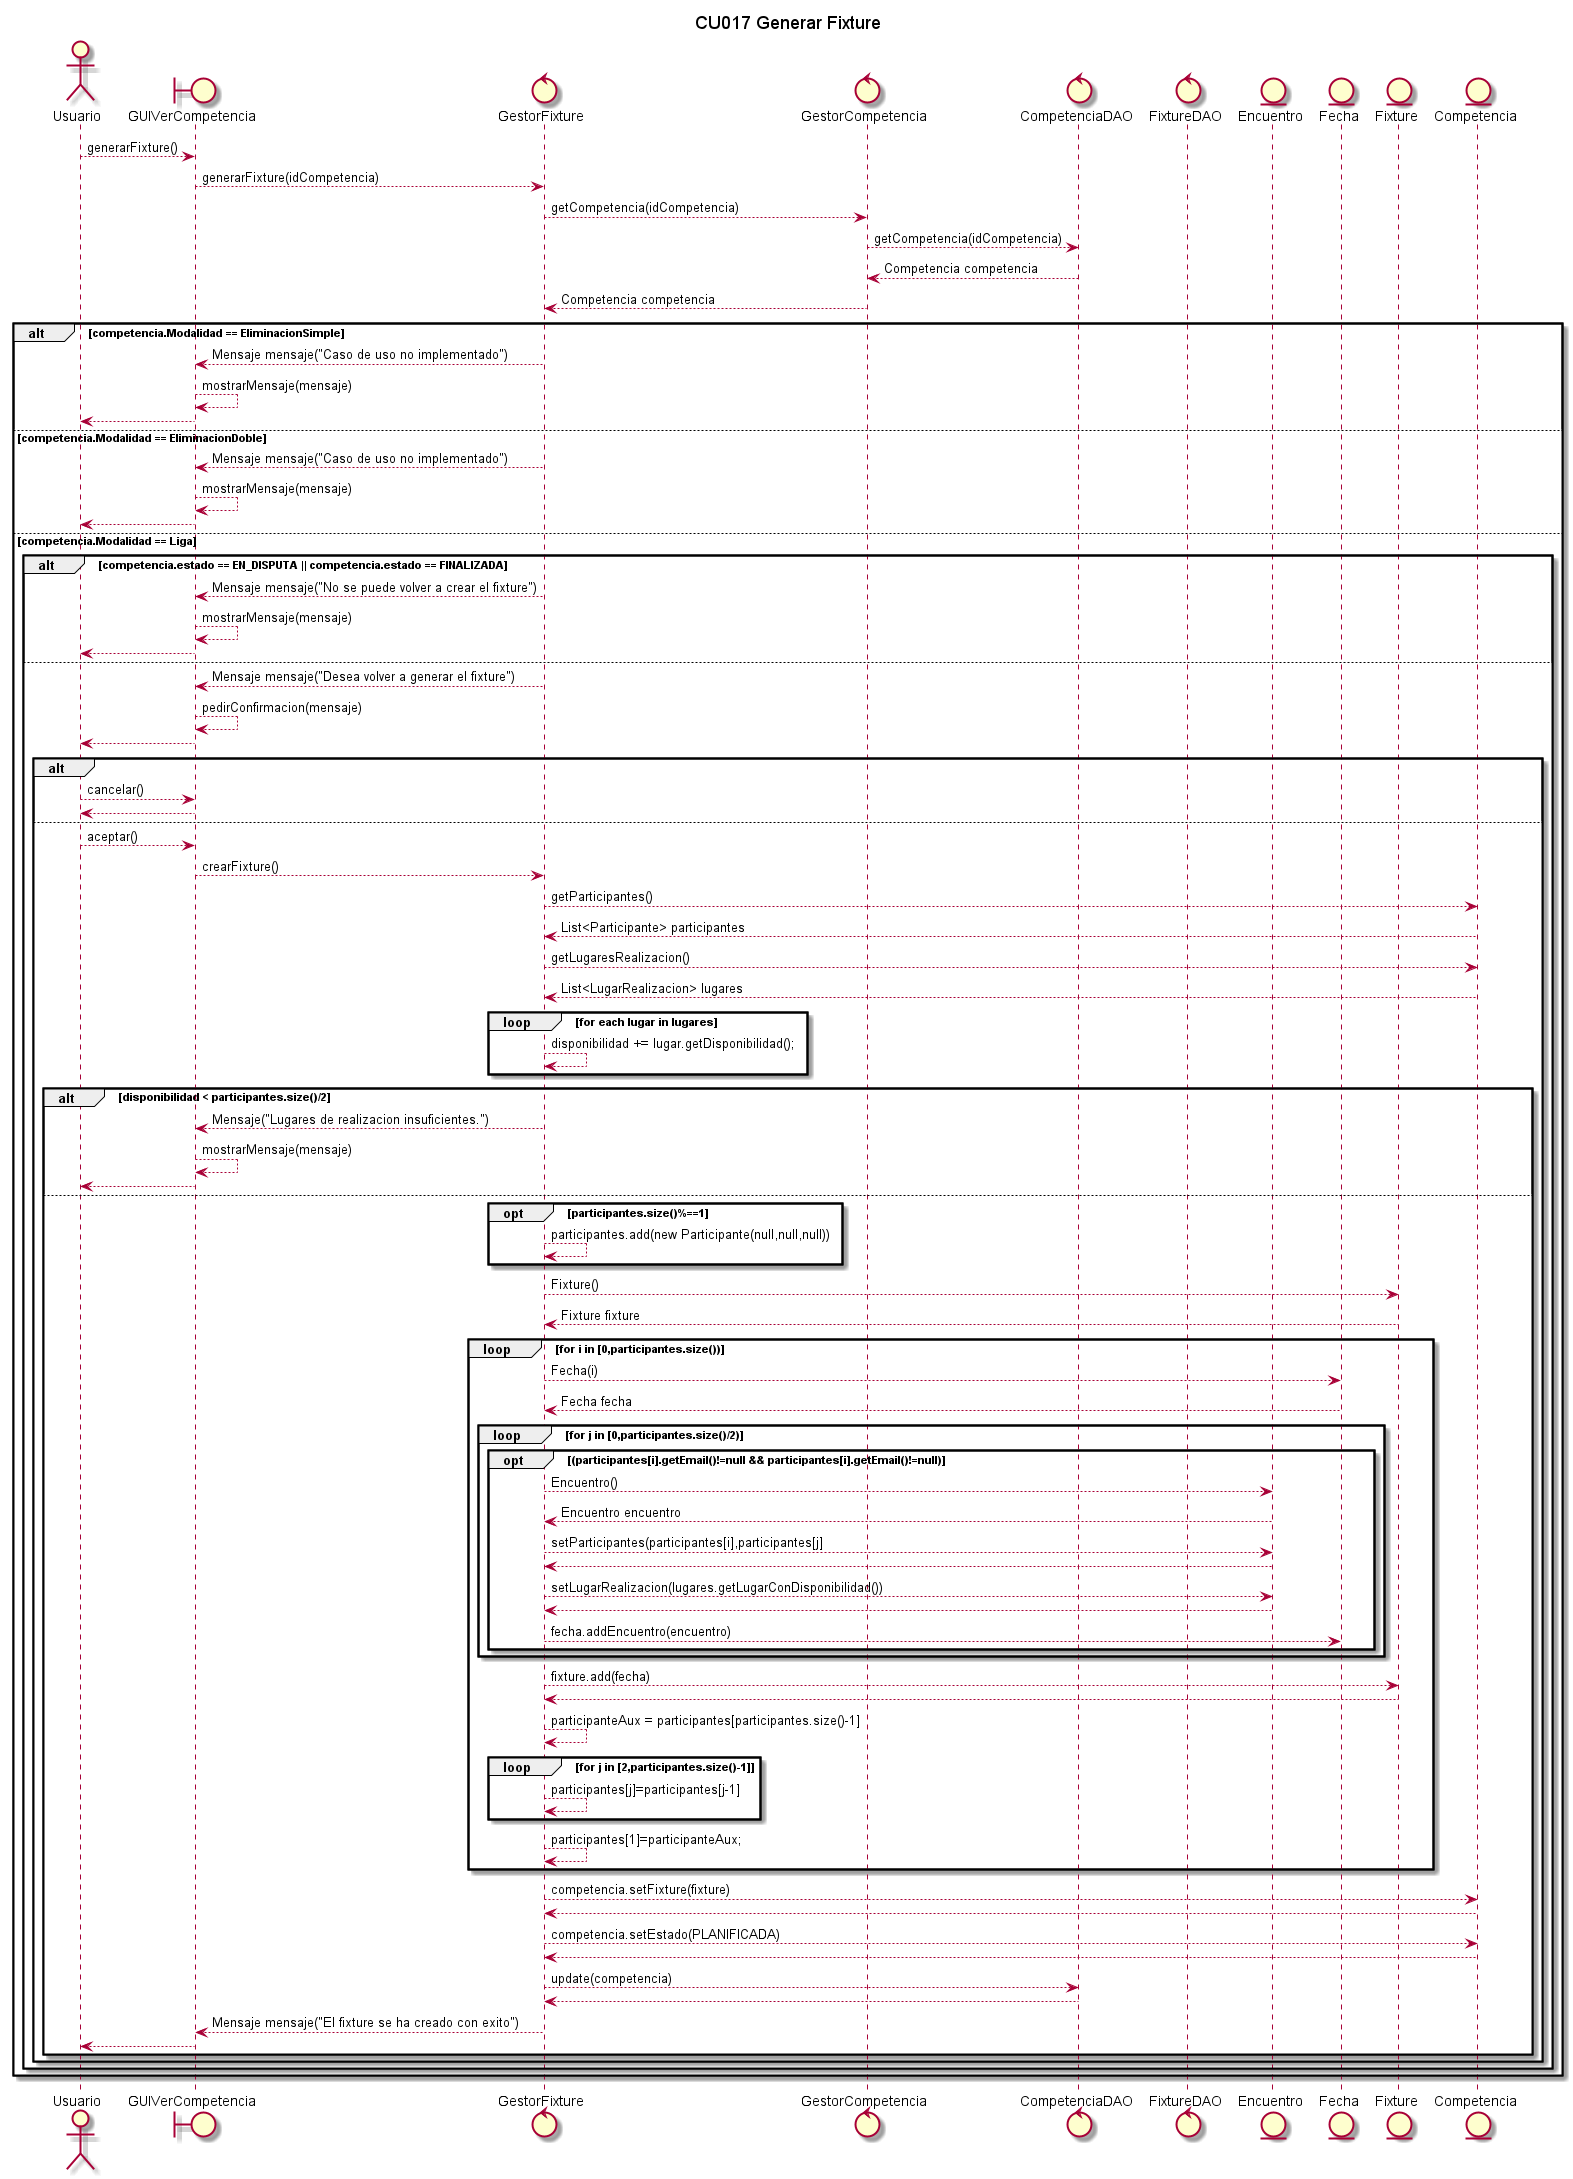 CU017 Generar Fixture
Usuario GUIVerCompetencia GestorFixture GestorCompetencia CompetenciaDAO FixtureDAO Encuentro Fecha Fixture Competencia
generarFixture()
generarFixture(idCompetencia)
getCompetencia(idCompetencia)
getCompetencia(idCompetencia)
Competencia competencia
Competencia competencia
alt [competencia.Modalidad == EliminacionSimple]
Mensaje mensaje("Caso de uso no implementado")
mostrarMensaje(mensaje)
[competencia.Modalidad == EliminacionDoble]
Mensaje mensaje("Caso de uso no implementado")
mostrarMensaje(mensaje)
[competencia.Modalidad == Liga]
alt [competencia.estado == EN_DISPUTA || competencia.estado == FINALIZADA]
Mensaje mensaje("No se puede volver a crear el fixture")
mostrarMensaje(mensaje)
Mensaje mensaje("Desea volver a generar el fixture")
pedirConfirmacion(mensaje)
alt
cancelar()
aceptar()
crearFixture()
getParticipantes()
List<Participante> participantes
getLugaresRealizacion()
List<LugarRealizacion> lugares
loop [for each lugar in lugares]
disponibilidad += lugar.getDisponibilidad();
alt [disponibilidad < participantes.size()/2]
Mensaje("Lugares de realizacion insuficientes.")
mostrarMensaje(mensaje)
opt [participantes.size()%==1]
participantes.add(new Participante(null,null,null))
Fixture()
Fixture fixture
loop [for i in [0,participantes.size())]
Fecha(i)
Fecha fecha
loop [for j in [0,participantes.size()/2)]
opt [(participantes[i].getEmail()!=null && participantes[i].getEmail()!=null)]
Encuentro()
Encuentro encuentro
setParticipantes(participantes[i],participantes[j]
setLugarRealizacion(lugares.getLugarConDisponibilidad())
fecha.addEncuentro(encuentro)
fixture.add(fecha)
participanteAux = participantes[participantes.size()-1]
loop [for j in [2,participantes.size()-1]]
participantes[j]=participantes[j-1]
participantes[1]=participanteAux;
competencia.setFixture(fixture)
competencia.setEstado(PLANIFICADA)
update(competencia)
Mensaje mensaje("El fixture se ha creado con exito")
Usuario GUIVerCompetencia GestorFixture GestorCompetencia CompetenciaDAO FixtureDAO Encuentro Fecha Fixture Competencia